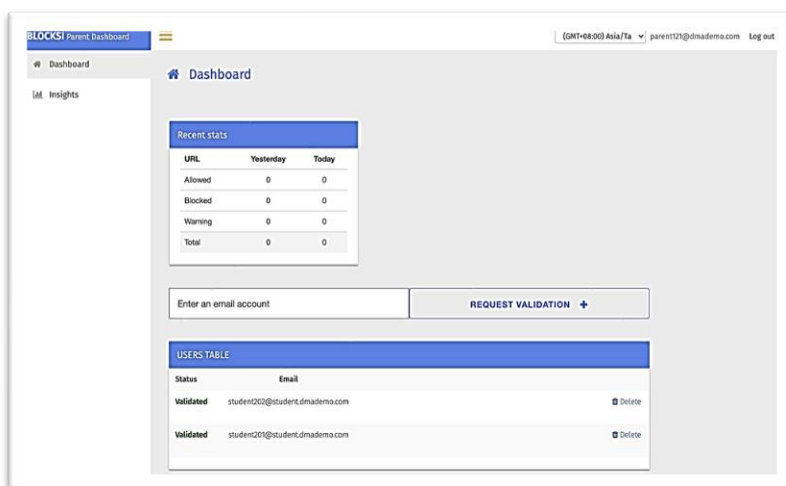 BLOCKSI Parent Dashboard
(GMT+08:00) Asia/Ta parent121@dmademo.com Log out
Dashboard
Insights
Dashboard
Recent stats
URL Yesterday Today
Allowed 0 0
Blocked 0 0
Warning 0 0
Total 0 0
Enter an email account REQUEST VALIDATION +
USERS TABLE
Status Email
Validated student202@student.dmademo.com Delete
Validated student201@student.dmademo.com Delete